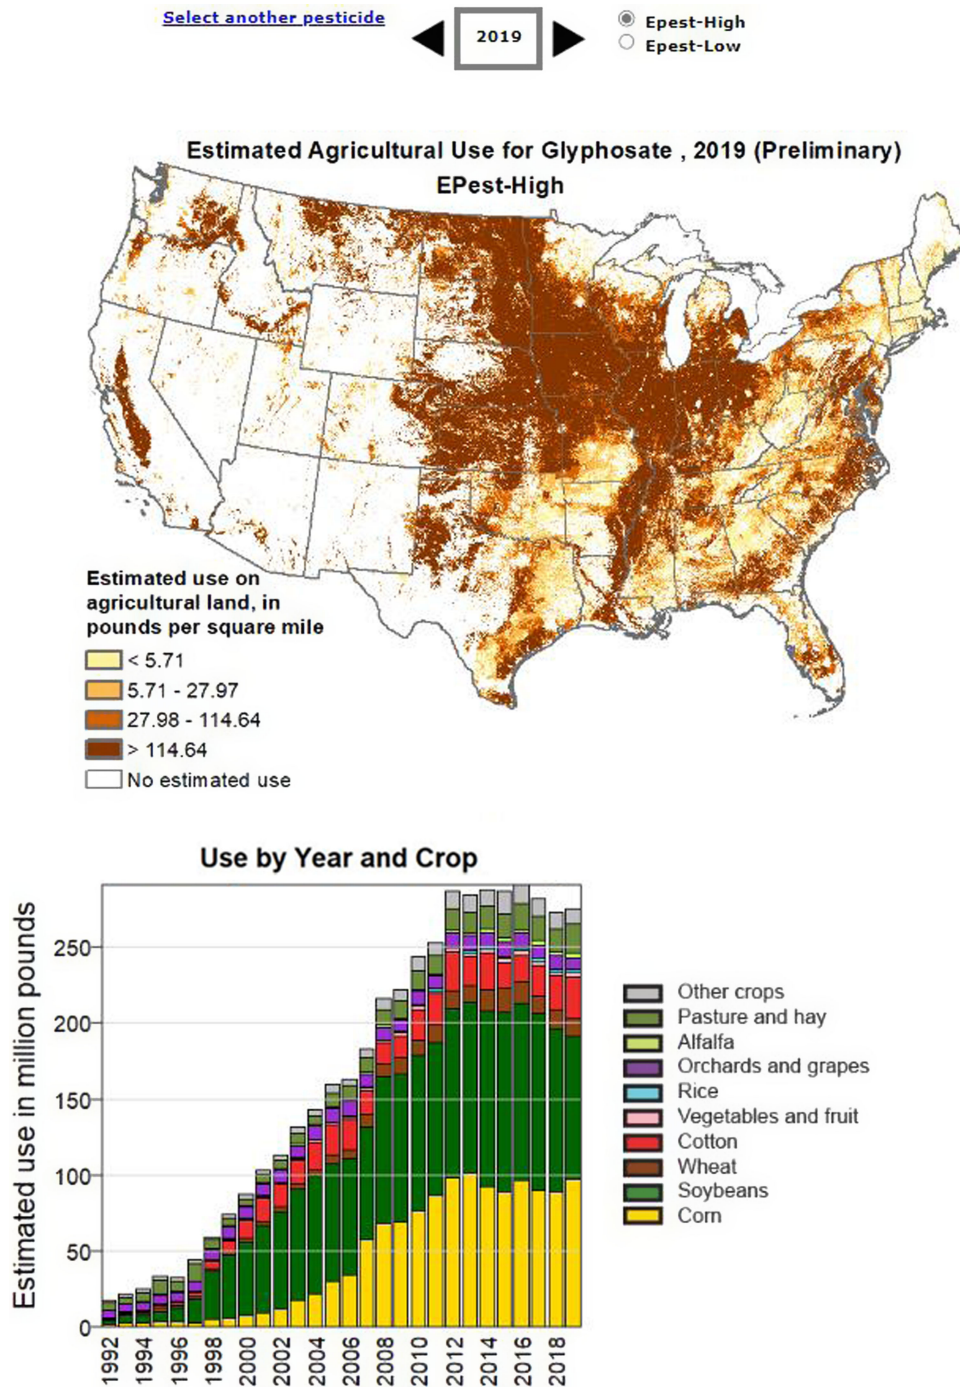 Select another pesticide
2019
Epest-High
Epest-Low
Estimated Agricultural Use for Glyphosate , 2019 (Preliminary)
EPest-High
Estimated use on
agricultural land, in
pounds per square mile
< 5.71
5.71 - 27.97
27.98 - 114.64
> 114.64
No estimated use
Use by Year and Crop
Estimated use in million pounds
250
200
150
100
50
0
1992
1994
1996
1998
2000
2002
2004
2006
2008
2010
2012
2014
2016
2018
Other crops
Pasture and hay
Alfalfa
Orchards and grapes
Rice
Vegetables and fruit
Cotton
Wheat
Soybeans
Corn